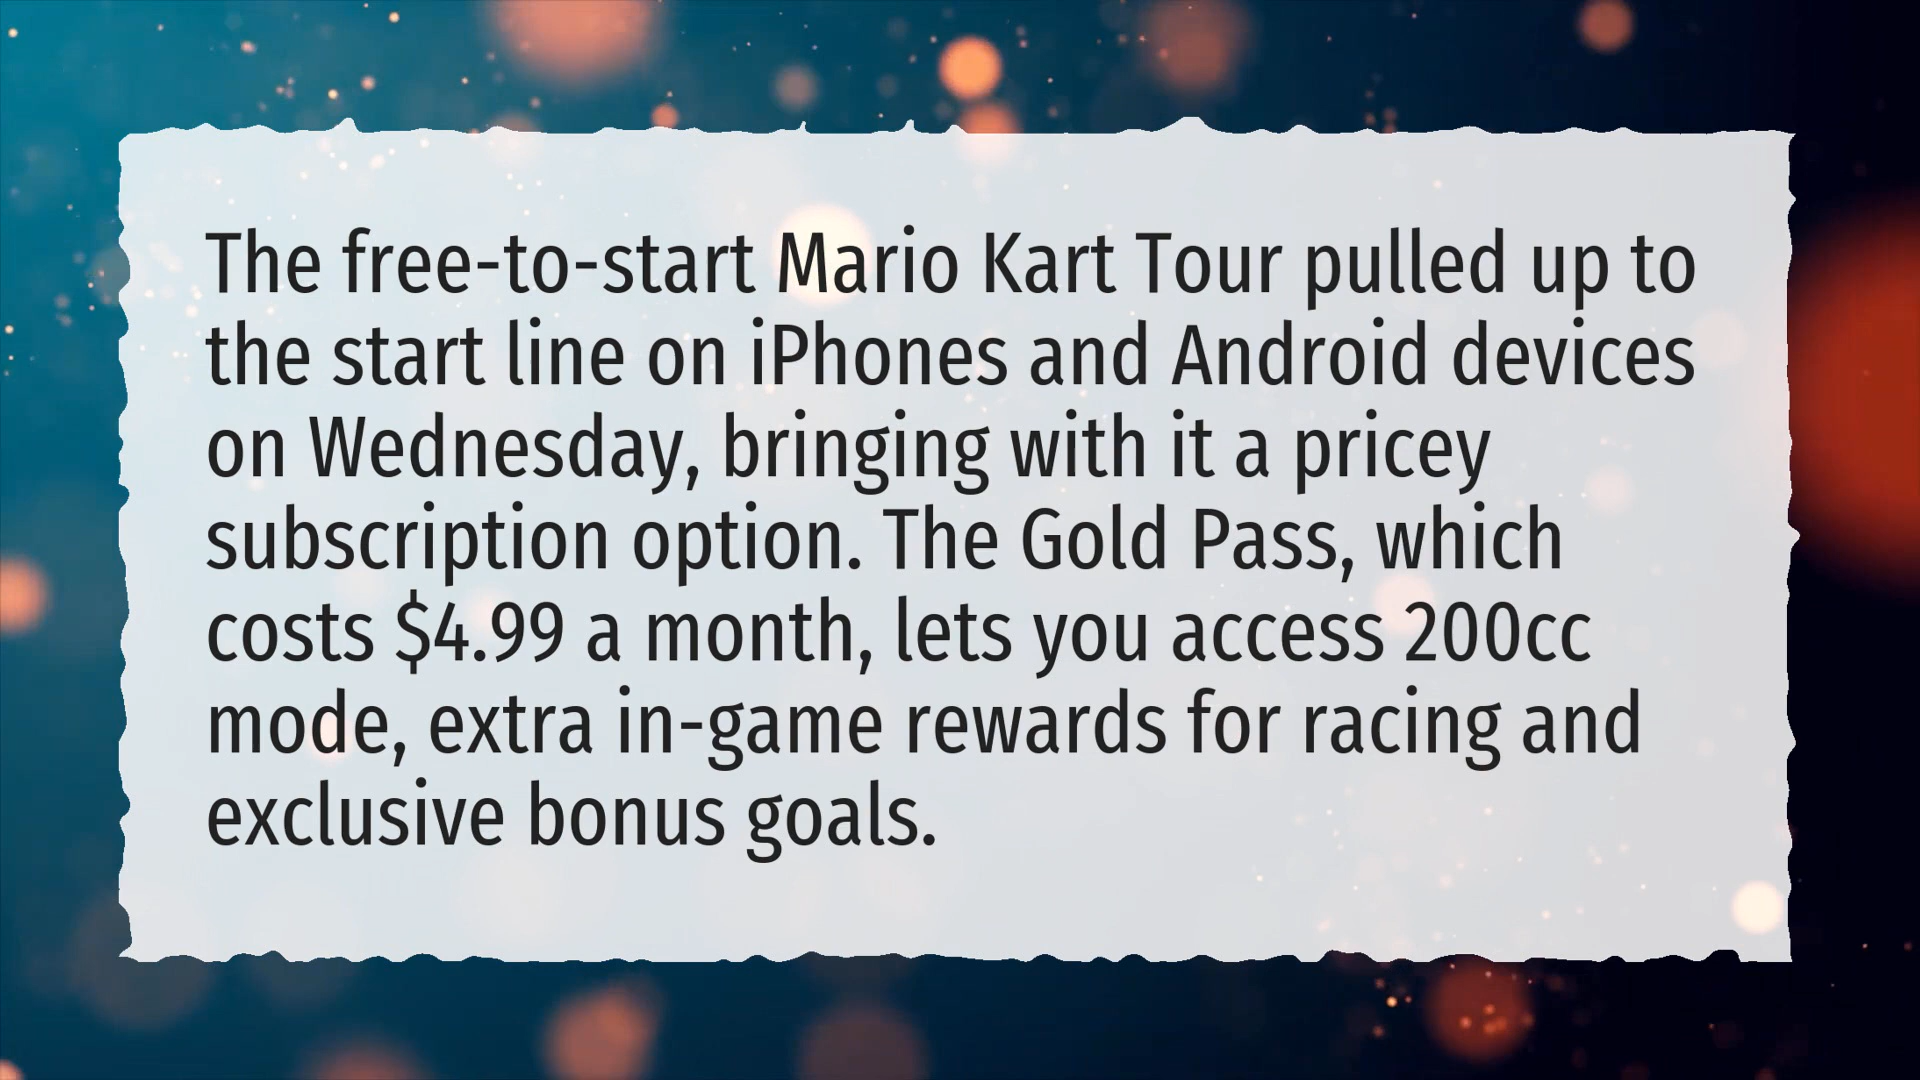 The free-to-start Mario Kart Tour pulled up to
the start line on iPhones and Android devices
on Wednesday, bringing with it a pricey
subscription option. The Gold Pass, which
costs $4.99 a month, lets you access 200cc
mode, extra in-game rewards for racing and
exclusive bonus goals.